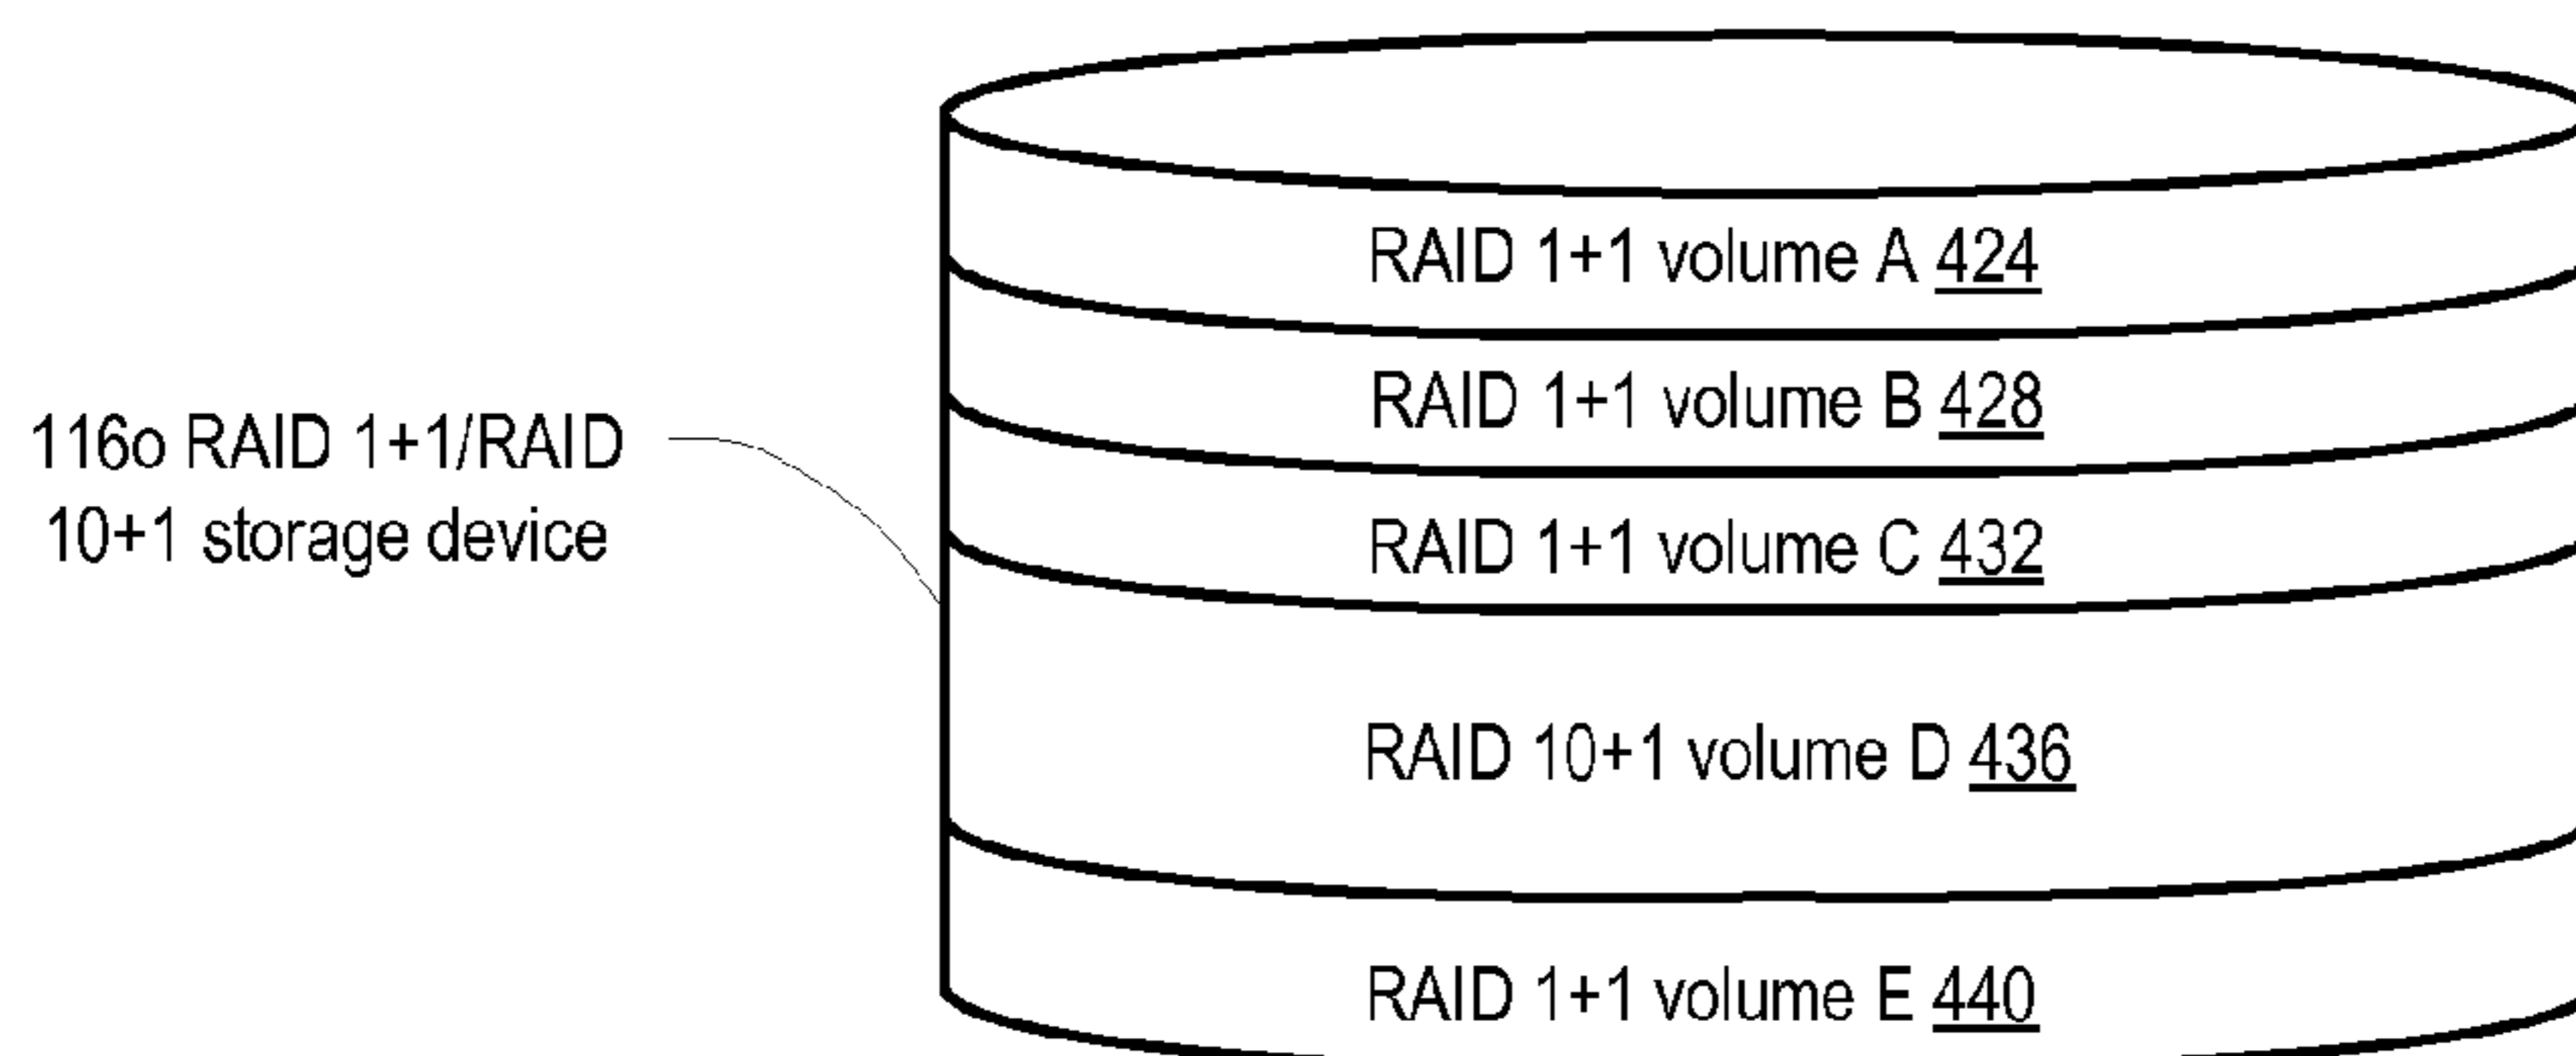 RAID 1+1 volume A 424
RAID 1+1 volume B 428
116o RAID 1+1/RAID
10+1 storage device
RAID 1+1 volume C 432
RAID 10+1 volume D 436
RAID 1+1 volume E 440